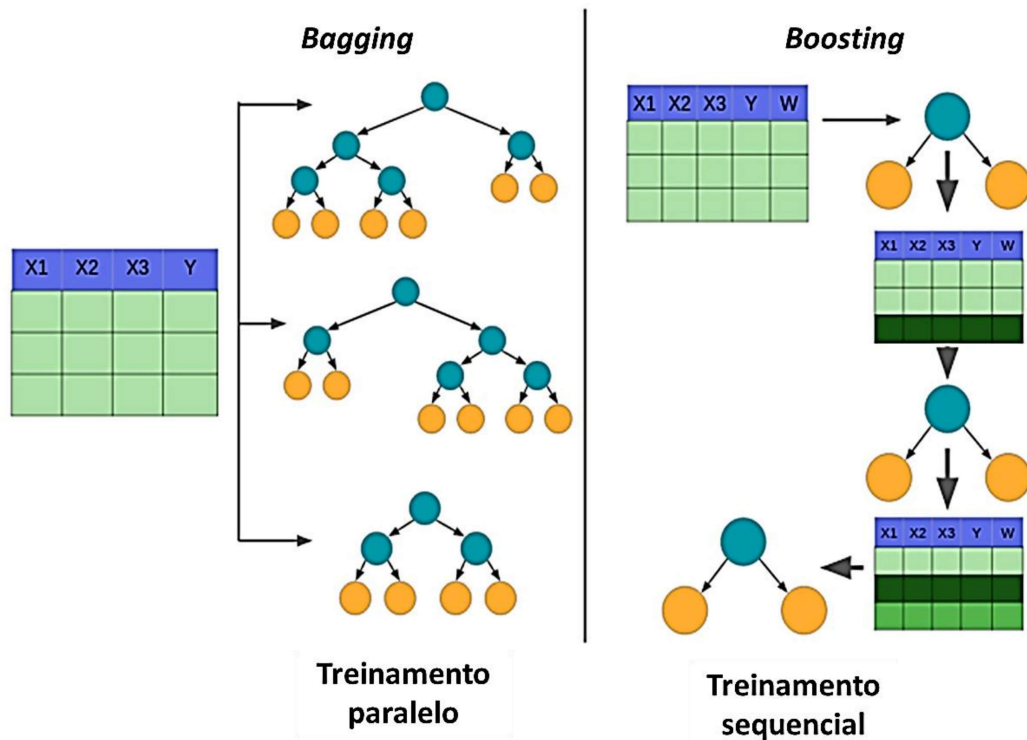 Bagging
X1 X2 X3 Y
Treinamento
paralelo
Boosting
X1 X2 X3 Y W
X1 X2 X3 Y W
X1 X2 X3 Y W
Treinamento
sequencial